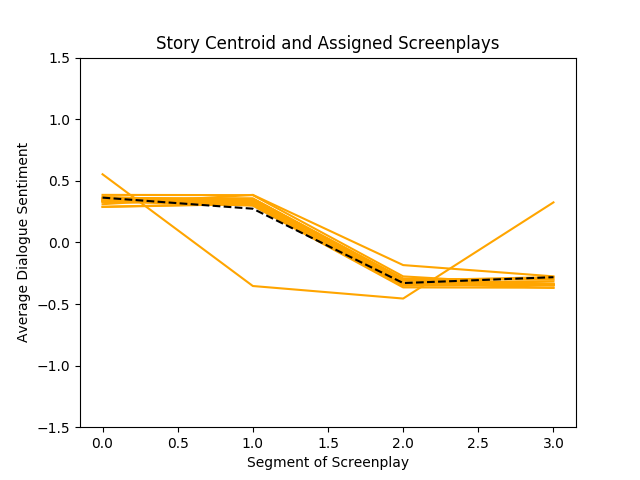 Story Centroid and Assigned Screenplays
1.5
1.0
0.5
0.0
−0.5
−1.0
−1.5
Average Dialogue Sentiment
0.0 0.5 1.0 1.5 2.0 2.5 3.0
Segment of Screenplay